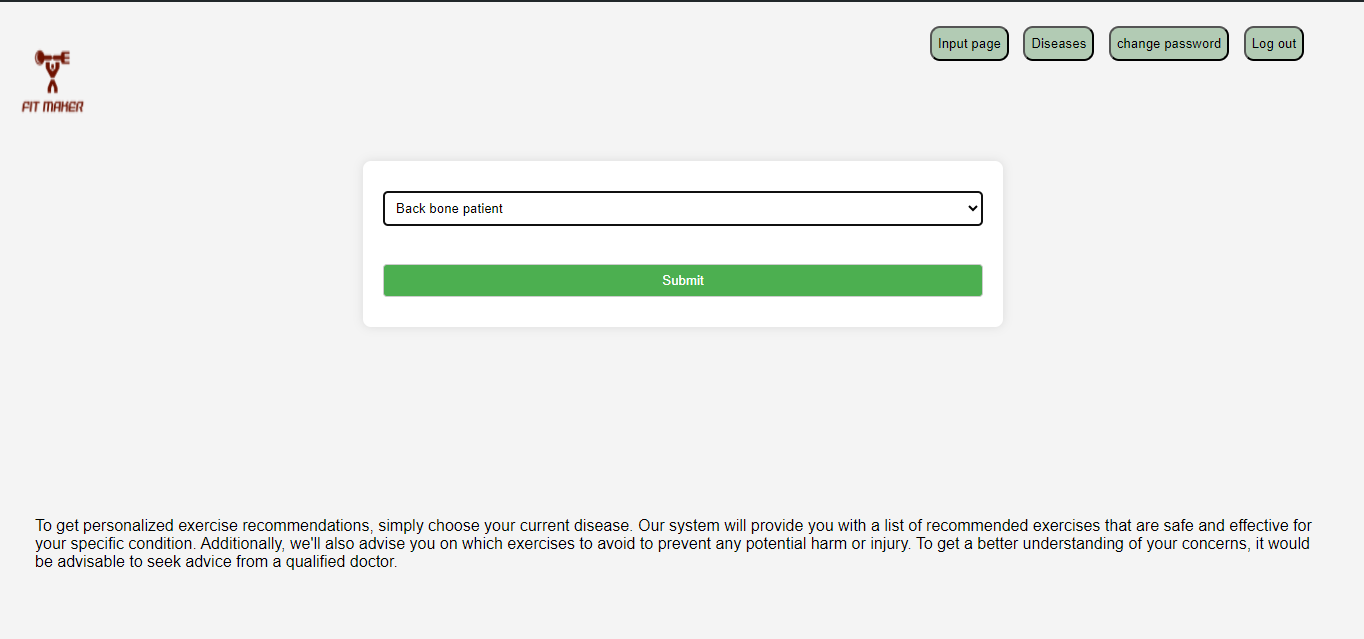 Input page
Diseases
change password
Log out
FIT MAKER
Back bone patient
Submit
To get personalized exercise recommendations, simply choose your current disease. Our system will provide you with a list of recommended exercises that are safe and effective for
your specific condition. Additionally, we'll also advise you on which exercises to avoid to prevent any potential harm or injury. To get a better understanding of your concerns, it would
be advisable to seek advice from a qualified doctor.